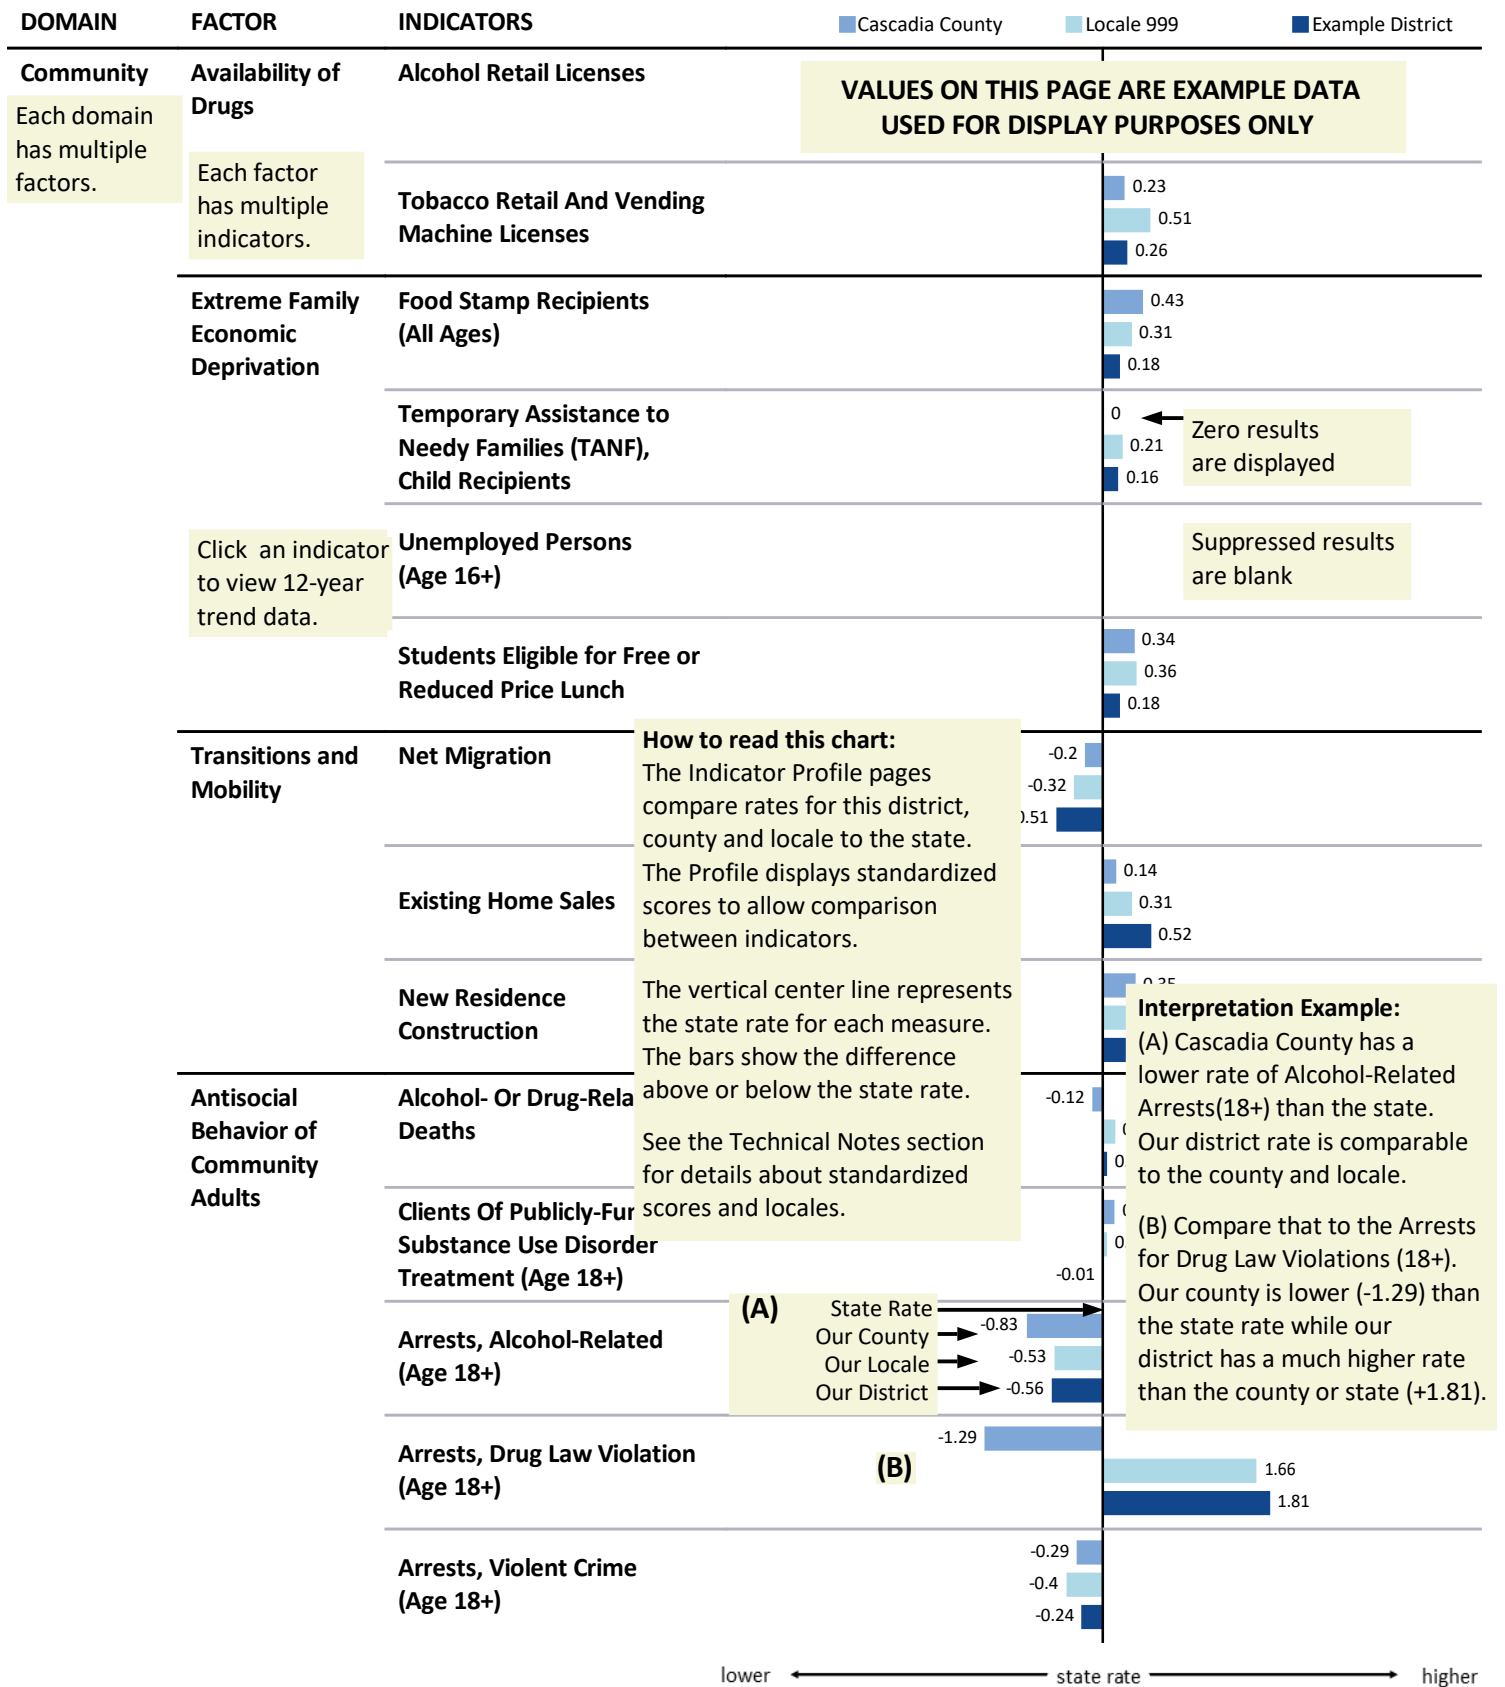 DOMAIN FACTOR INDICATORS Cascadia County Locale 999 Example District
Community Availability of Alcohol Retail Licenses
Drugs
Each domain
has multiple
factors.
Each factor
has multiple
indicators.
VALUES ON THIS PAGE ARE EXAMPLE DATA
USED FOR DISPLAY PURPOSES ONLY
Tobacco Retail And Vending
Machine Licenses
0.23
0.51
0.26
Extreme Family
Economic
Deprivation
Food Stamp Recipients
(All Ages)
0.43
0.31
0.18
Temporary Assistance to
Needy Families (TANF),
Child Recipients
0
0.21
0.16
Zero results
are displayed
Click an indicator
to view 12-year
trend data.
Unemployed Persons
(Age 16+)
Suppressed results
are blank
Students Eligible for Free or
Reduced Price Lunch
0.34
0.36
0.18
Transitions and
Mobility
Net Migration
-0.2
-0.32
0.51
How to read this chart:
The Indicator Profile pages
compare rates for this district,
county and locale to the state.
The Profile displays standardized
scores to allow comparison
between indicators.
The vertical center line represents
the state rate for each measure.
The bars show the difference
above or below the state rate.
See the Technical Notes section
for details about standardized
scores and locales.
Existing Home Sales
0.14
0.31
0.52
New Residence
Construction
Interpretation Example:
(A) Cascadia County has a
lower rate of Alcohol-Related
Arrests(18+) than the state.
Our district rate is comparable
to the county and locale.
(B) Compare that to the Arrests
for Drug Law Violations (18+).
Our county is lower (-1.29) than
the state rate while our
district has a much higher rate
than the county or state (+1.81).
Antisocial
Behavior of
Community
Adults
Alcohol- Or Drug-Rela
Deaths
-0.12
Clients Of Publicly-Fun
Substance Use Disorder
Treatment (Age 18+)
-0.01
Arrests, Alcohol-Related
(Age 18+)
(A) State Rate
Our County -0.83
Our Locale -0.53
Our District -0.56
Arrests, Drug Law Violation
(Age 18+)
(B)
-1.29
1.66
1.81
Arrests, Violent Crime
(Age 18+)
-0.29
-0.4
-0.24
lower state rate higher